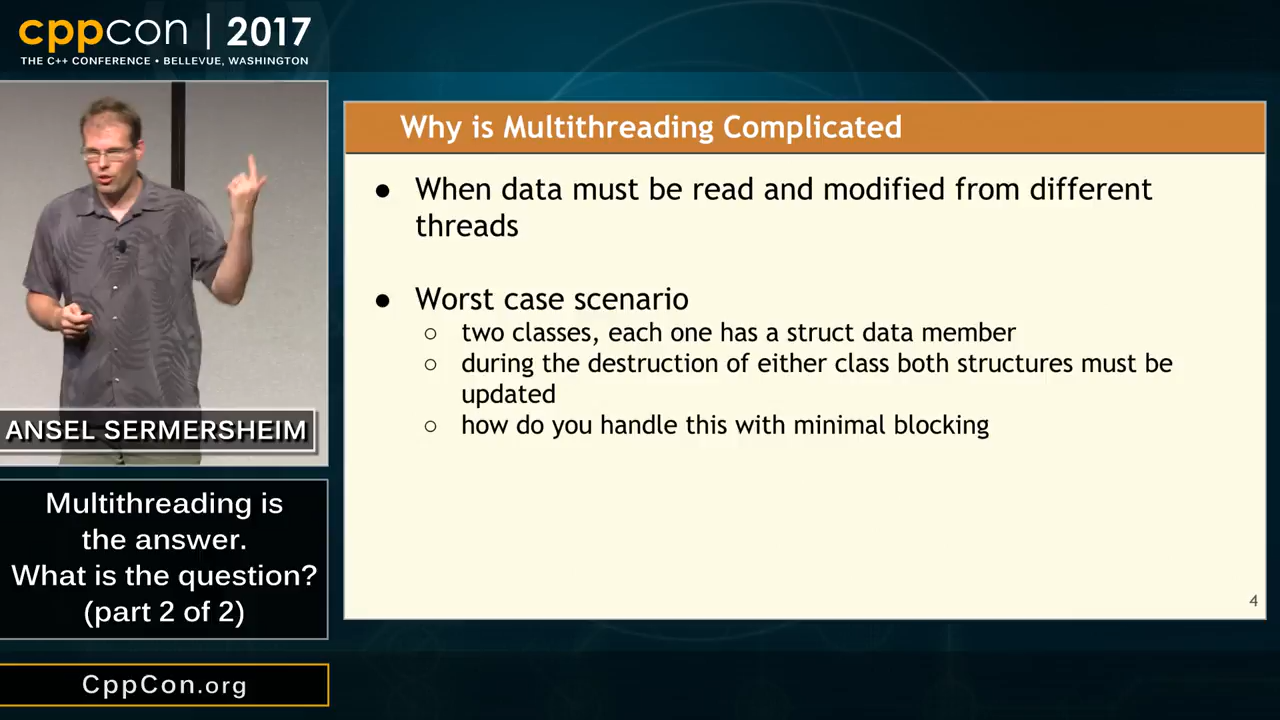 cppcon | 2017
THE C++ CONFERENCE • BELLEVUE, WASHINGTON
ANSEL SERMERSHEIM
Multithreading is
the answer.
What is the question?
(part 2 of 2)
CppCon.org
Why is Multithreading Complicated
● When data must be read and modified from different
threads
● Worst case scenario
○ two classes, each one has a struct data member
○ during the destruction of either class both structures must be
updated
○ how do you handle this with minimal blocking
4